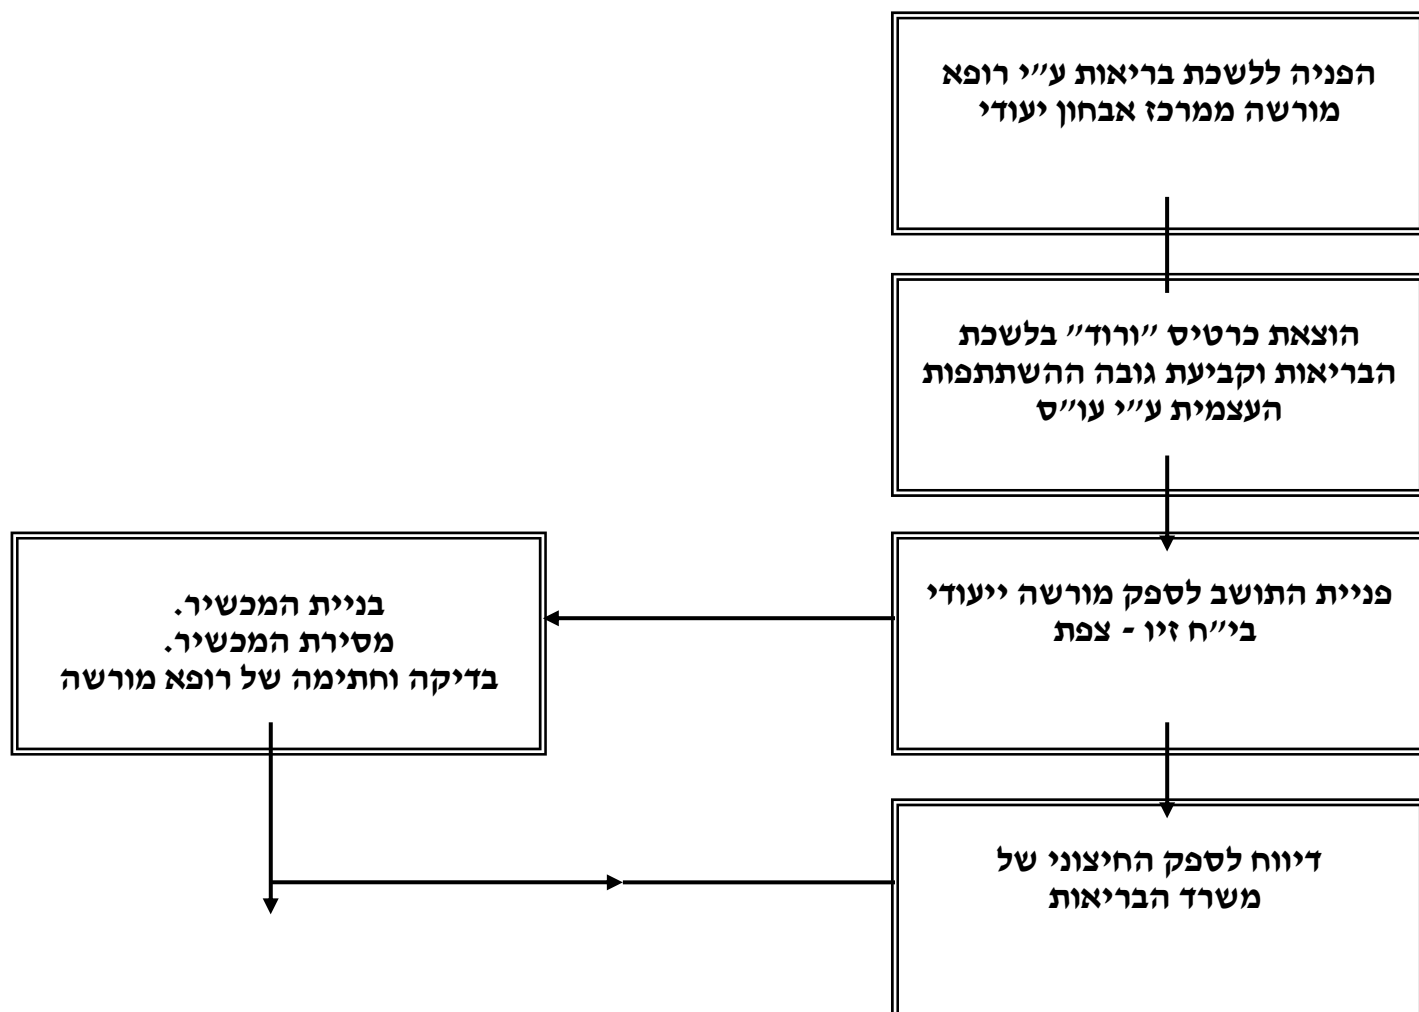 הפניה ללשכת בריאות ע״י רופא
מורשה ממרכז אבחון יעודי
הוצאת כרטיס ״ורוד״ בלשכת
הבריאות וקביעת גובה ההשתתפות
העצמית ע״י עו״ס
פניית התושב לספק מורשה ייעודי
בי״ח זיו - צפת
בניית המכשיר.
מסירת המכשיר.
בדיקה וחתימה של רופא מורשה
דיווח לספק החיצוני של
משרד הבריאות